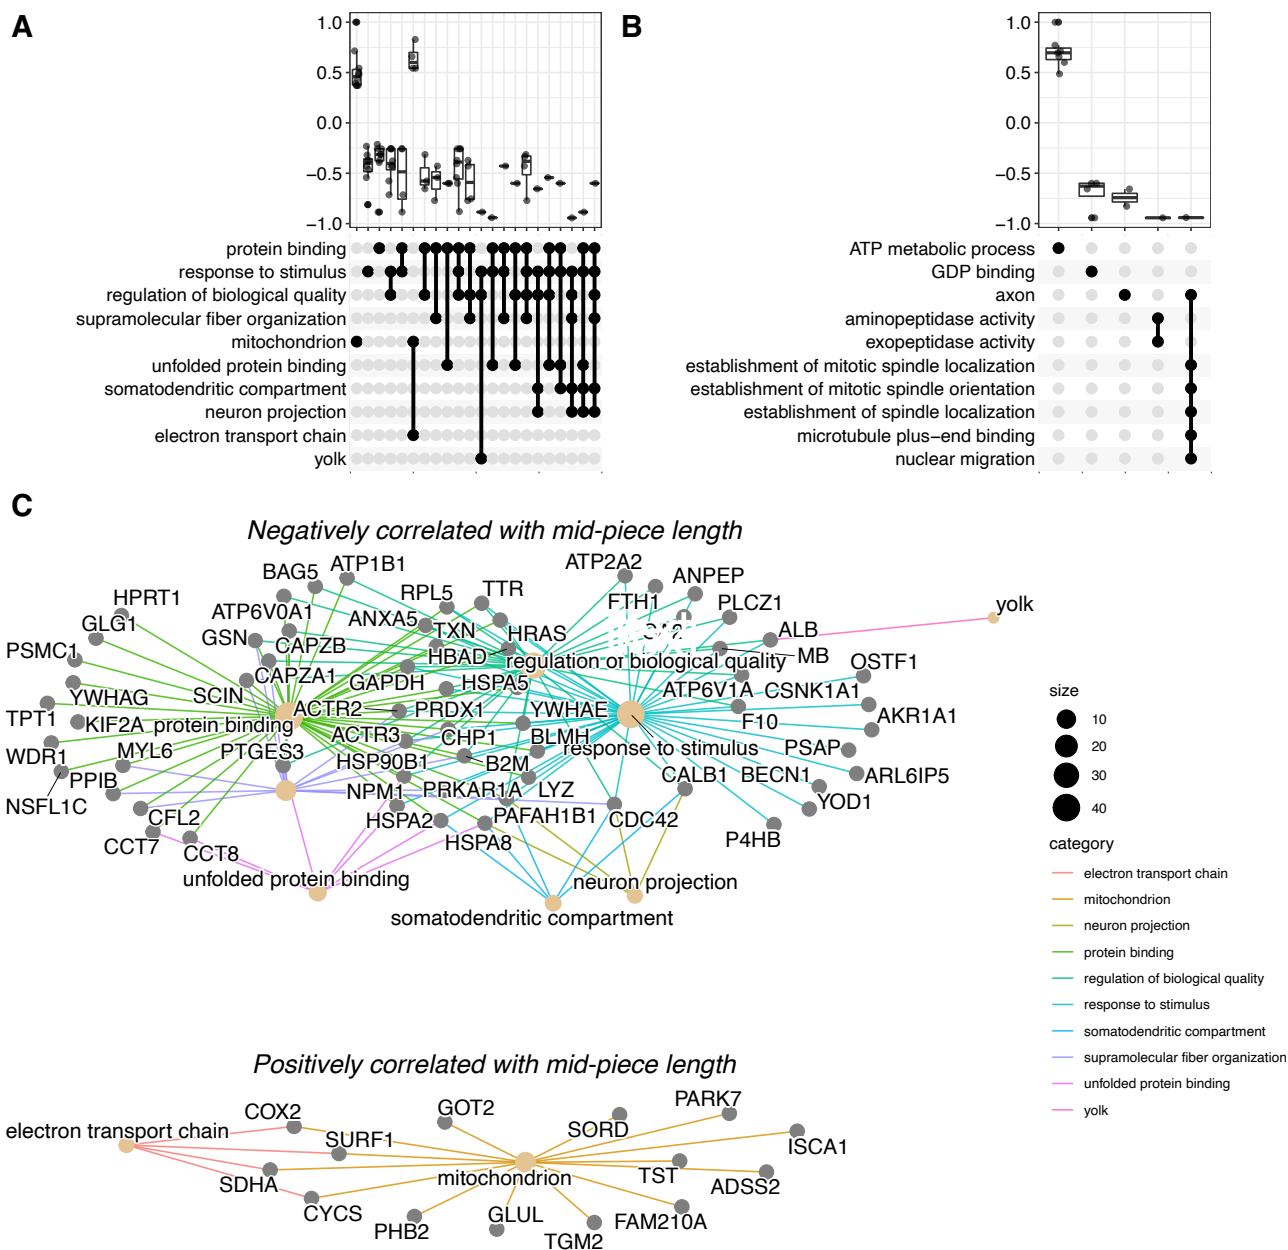 A
1.0
0.5
0.0
−0.5
−1.0
protein binding
response to stimulus
regulation of biological quality
supramolecular fiber organization
mitochondrion
unfolded protein binding
somatodendritic compartment
neuron projection
electron transport chain
yolk
B
1.0
0.5
0.0
−0.5
−1.0
ATP metabolic process
GDP binding
axon
aminopeptidase activity
exopeptidase activity
establishment of mitotic spindle localization
establishment of mitotic spindle orientation
establishment of spindle localization
microtubule plus−end binding
nuclear migration
C
Negatively correlated with mid-piece length
ATP1B1
ATP2A2
BAG5
ANPEP
RPL5
TTR
HPRT1
FTH1
PLCZ1
yolk
ATP6V0A1
ANXA5
GLG1
TXN
HRAS
ALB
GSN
CAPZB
PSMC1
HBAD
regulation of biological quality
MB
OSTF1
CAPZA1
GAPDH
HSPA5
ATP6V1A
CSNK1A1
YWHAG
SCIN
ACTR2
PRDX1
YWHAE
TPT1
KIF2A
protein binding
F10
AKR1A1
ACTR3
CHP1
BLMH
WDR1
MYL6
PTGES3
response to stimulus
PSAP
HSP90B1
B2M
CALB1
BECN1
ARL6IP5
PPIB
NPM1
PRKAR1A
LYZ
NSFL1C
YOD1
CFL2
HSPA2
PAFAH1B1
CDC42
CCT7
CCT8
HSPA8
P4HB
unfolded protein binding
neuron projection
somatodendritic compartment
size
10
20
30
40
category
electron transport chain
mitochondrion
neuron projection
protein binding
regulation of biological quality
response to stimulus
somatodendritic compartment
supramolecular fiber organization
unfolded protein binding
yolk
Positively correlated with mid-piece length
PARK7
GOT2
COX2
SORD
electron transport chain
SURF1
ISCA1
mitochondrion
TST
SDHA
ADSS2
CYCS
GLUL
FAM210A
PHB2
TGM2